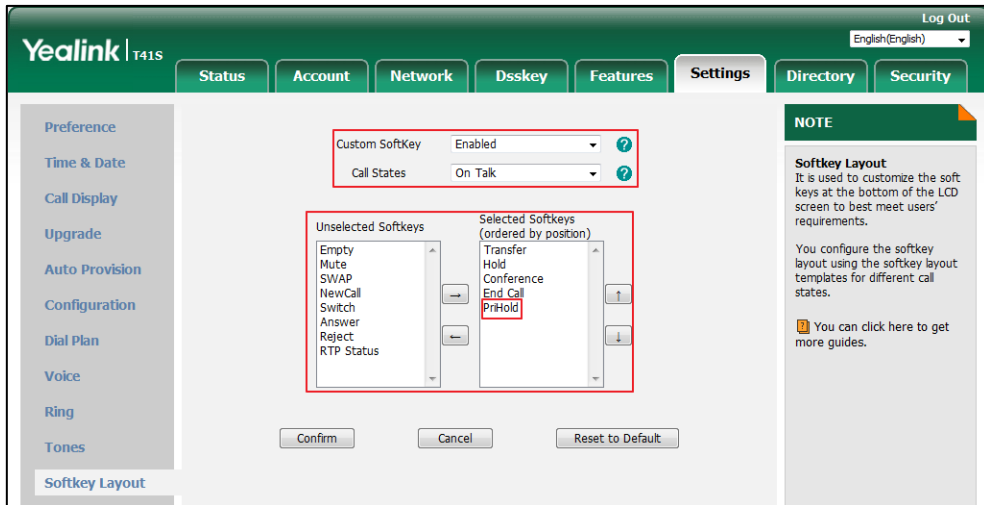 Log Out
Yealink | T41S
English(English)
Status
Account
Network
Dsskey
Features
Settings
Directory
Security
Preference
Time & Date
Call Display
Upgrade
Auto Provision
Configuration
Dial Plan
Voice
Ring
Tones
Softkey Layout
Custom SoftKey
Enabled
?
Call States
On Talk
?
Unselected Softkeys
Empty
Mute
SWAP
NewCall
Switch
Answer
Reject
RTP Status
→
←
Selected Softkeys
(ordered by position)
Transfer
Hold
Conference
End Call
PriHold
↑
↓
Confirm
Cancel
Reset to Default
NOTE
Softkey Layout
It is used to customize the soft
keys at the bottom of the LCD
screen to best meet users'
requirements.
You configure the softkey
layout using the softkey layout
templates for different call
states.
? You can click here to get
more guides.